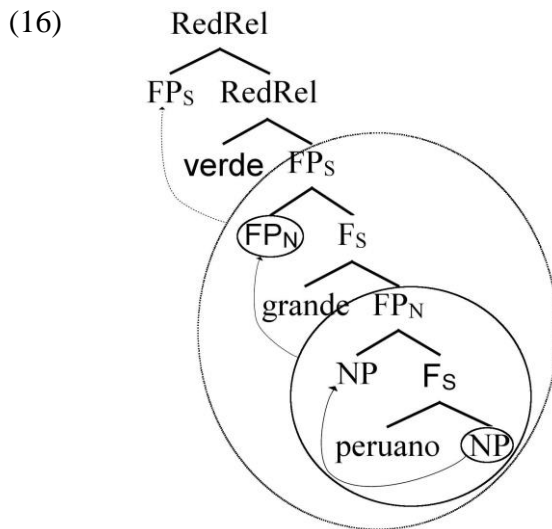 (16)
RedRel
FPS RedRel
verde FPS
FPN FS
grande FPN
NP FS
peruano NP